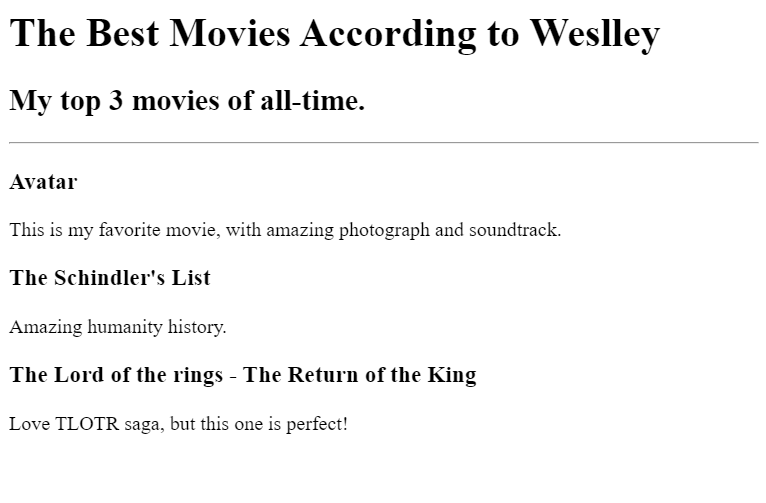 The Best Movies According to Weslley
My top 3 movies of all-time.
Avatar
This is my favorite movie, with amazing photograph and soundtrack.
The Schindler's List
Amazing humanity history.
The Lord of the rings - The Return of the King
Love TLOTR saga, but this one is perfect!